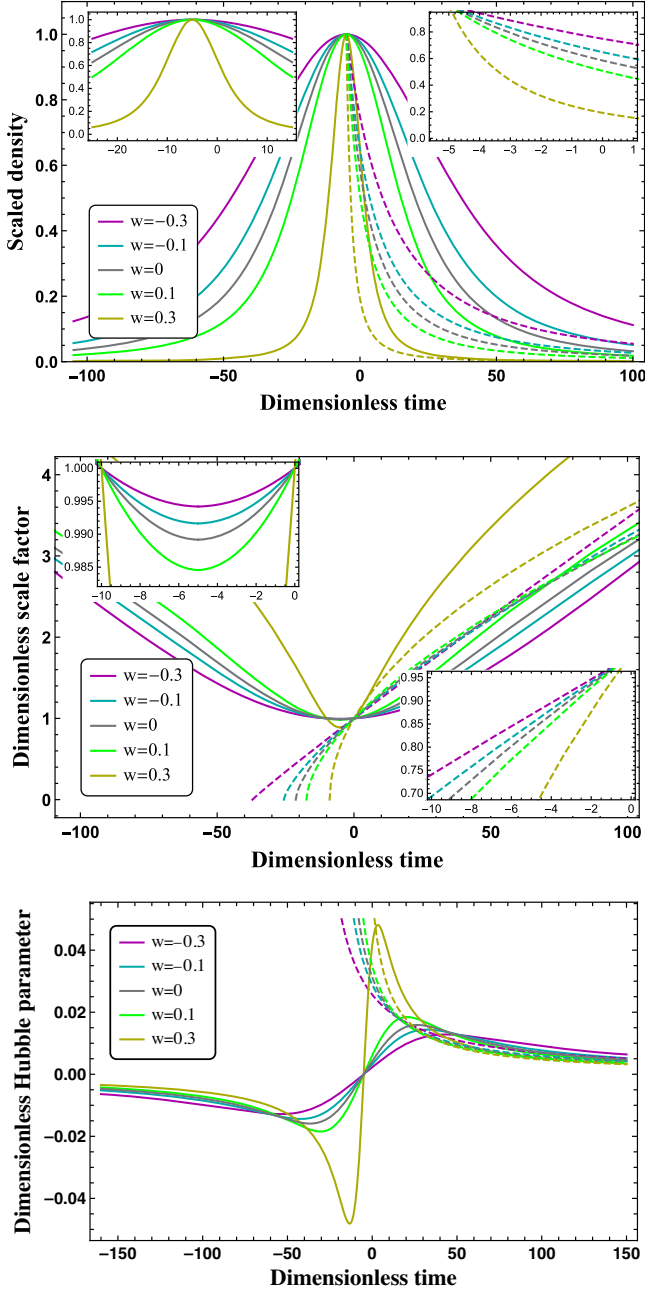 1.0
0.8
0.6
0.4
0.2
0.0
−20 −10 0 10
0.8
0.6
0.4
0.2
−5 −4 −3 −2 −1 0 1
Scaled density
1.0
0.8
0.6
0.4
0.2
0.0
w=−0.3
w=−0.1
w=0
w=0.1
w=0.3
−100 −50 0 50 100
Dimensionless time
1.000
0.995
0.990
0.985
−10 −8 −6 −4 −2 0
Dimensionless scale factor
4
3
2
1
0
w=−0.3
w=−0.1
w=0
w=0.1
w=0.3
0.95
0.90
0.85
0.80
0.75
0.70
−10 −8 −6 −4 −2 0
−100 −50 0 50 100
Dimensionless time
Dimensionless Hubble parameter
0.04
0.02
0.00
−0.02
−0.04
w=−0.3
w=−0.1
w=0
w=0.1
w=0.3
−150 −100 −50 0 50 100 150
Dimensionless time